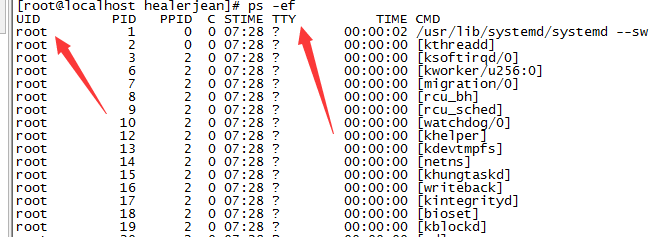 [root@localhost healerjean]# ps -ef
UID PID PPID C STIME TTY TIME CMD
root 1 0 0 07:28 ? 00:00:02 /usr/lib/systemd/systemd --sw
root 2 0 0 07:28 ? 00:00:00 [kthreadd]
root 3 2 0 07:28 ? 00:00:00 [ksoftirqd/0]
root 6 2 0 07:28 ? 00:00:00 [kworker/u256:0]
root 7 2 0 07:28 ? 00:00:00 [migration/0]
root 8 2 0 07:28 ? 00:00:00 [rcu_bh]
root 9 2 0 07:28 ? 00:00:00 [rcu_sched]
root 10 2 0 07:28 ? 00:00:00 [watchdog/0]
root 12 2 0 07:28 ? 00:00:00 [khelper]
root 13 2 0 07:28 ? 00:00:00 [kdevtmpfs]
root 14 2 0 07:28 ? 00:00:00 [netns]
root 15 2 0 07:28 ? 00:00:00 [khungtaskd]
root 16 2 0 07:28 ? 00:00:00 [writeback]
root 17 2 0 07:28 ? 00:00:00 [kintegrityd]
root 18 2 0 07:28 ? 00:00:00 [bioset]
root 19 2 0 07:28 ? 00:00:00 [kblockd]